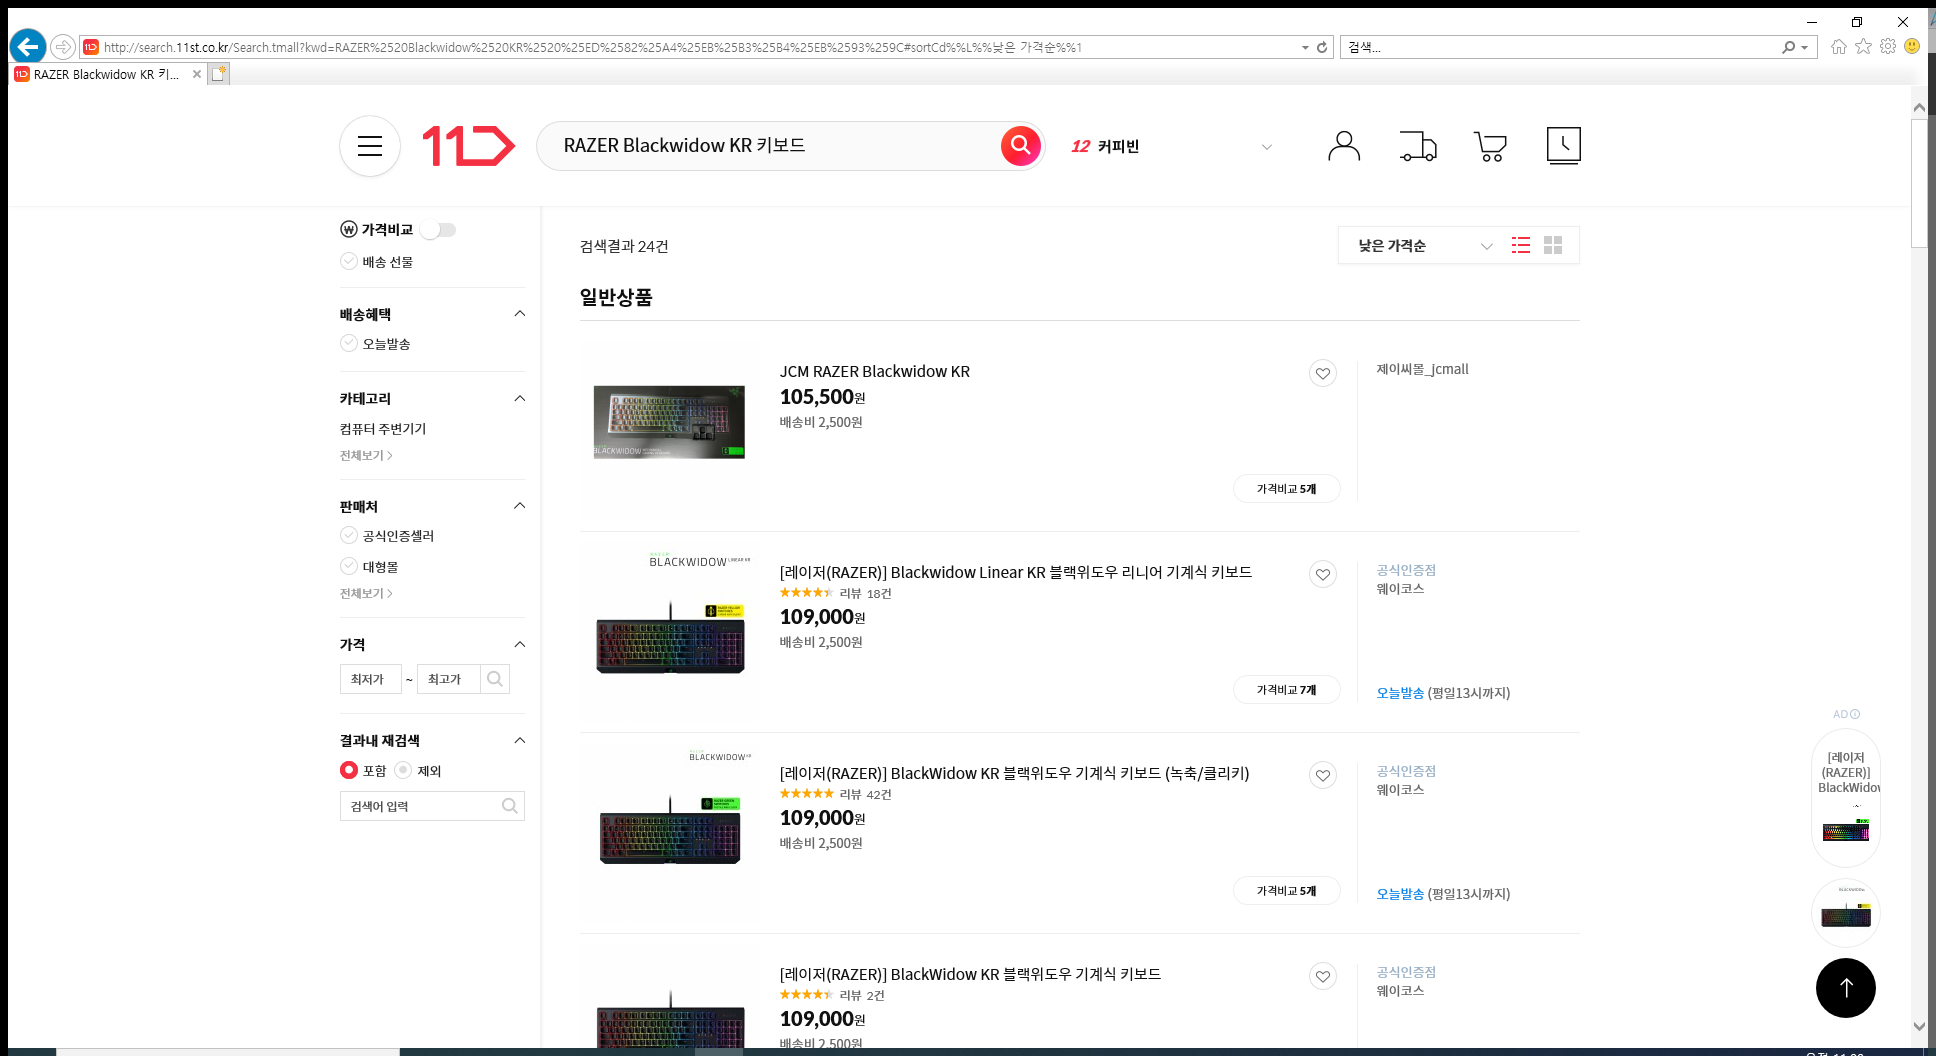 http://search.11st.co.kr/Search.tmall?kwd=RAZER%2520Blackwidow%2520KR%2520%25ED%2582%25A4%25EB%25B3%25B4%25EB%2593%259C#sortCd%%L%%낮은 가격순%%1
검색...
RAZER Blackwidow KR 키...
11
RAZER Blackwidow KR 키보드
12 커피빈
가격비교
배송 선물
배송혜택
오늘발송
카테고리
컴퓨터 주변기기
전체보기 >
판매처
공식인증셀러
대형몰
전체보기 >
가격
최저가 ~ 최고가
결과내 재검색
포함 제외
검색어 입력
검색결과 24건
낮은 가격순
일반상품
JCM RAZER Blackwidow KR
105,500원
배송비 2,500원
가격비교 5개
제이씨몰_jcmall
BLACKWIDOW
RAZER
BLACKWIDOW LINEAR KR
[레이저(RAZER)] Blackwidow Linear KR 블랙위도우 리니어 기계식 키보드
리뷰 18건
109,000원
배송비 2,500원
가격비교 7개
공식인증점
웨이코스
오늘발송 (평일13시까지)
BLACKWIDOW KR
[레이저(RAZER)] BlackWidow KR 블랙위도우 기계식 키보드 (녹축/클리키)
리뷰 42건
109,000원
배송비 2,500원
가격비교 5개
공식인증점
웨이코스
오늘발송 (평일13시까지)
[레이저(RAZER)] BlackWidow KR 블랙위도우 기계식 키보드
리뷰 2건
109,000원
배송비 2,500원
공식인증점
웨이코스
AD
[레이저
(RAZER)]
BlackWidow